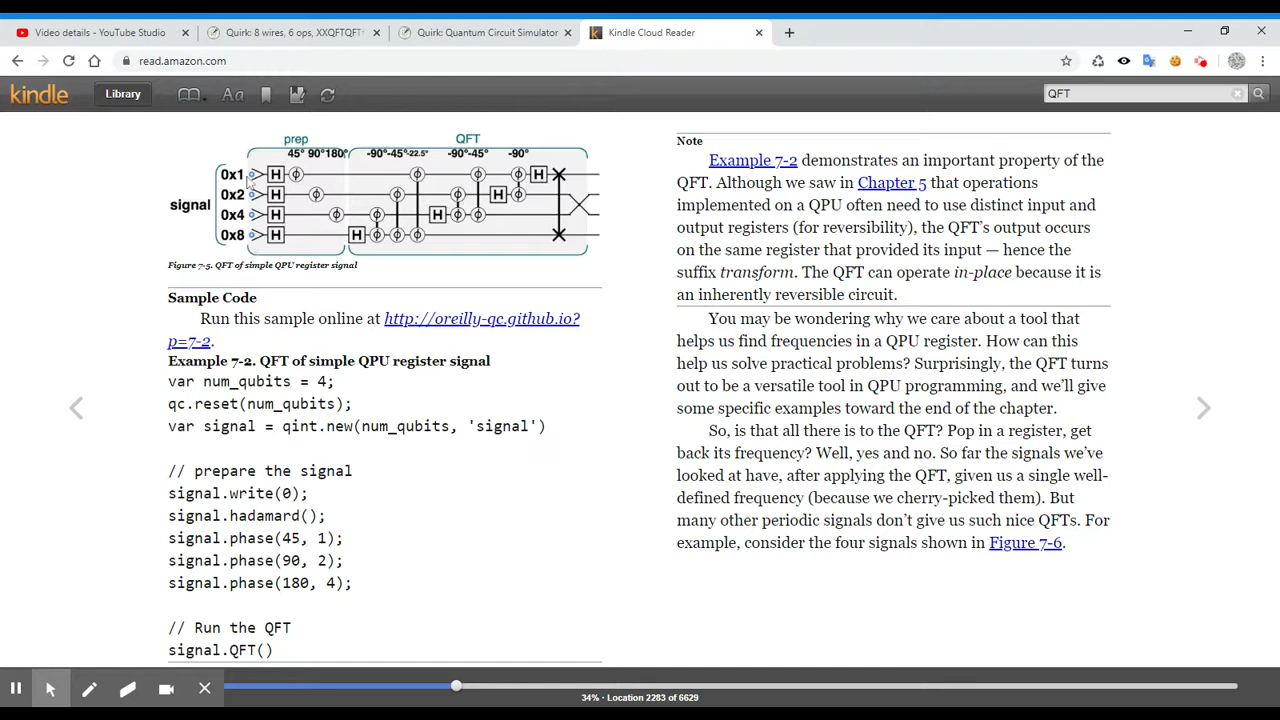 Video details - YouTube Studio
Quirk: 8 wires, 6 ops, XXQFTQFT
Quirk: Quantum Circuit Simulator
Kindle Cloud Reader
read.amazon.com
kindle
Library
Aa
QFT
prep
QFT
45° 90°180°
-90°-45°-22.5°
-90°-45°
-90°
0x1
H
H
0x2
H
H
signal
0x4
H
H
0x8
H
H
Figure 7-5. QFT of simple QPU register signal
Sample Code
Run this sample online at http://oreilly-qc.github.io?
p=7-2.
Example 7-2. QFT of simple QPU register signal
var num_qubits = 4;
qc.reset(num_qubits);
var signal = qint.new(num_qubits, 'signal')
// prepare the signal
signal.write(0);
signal.hadamard();
signal.phase(45, 1);
signal.phase(90, 2);
signal.phase(180, 4);
// Run the QFT
signal.QFT()
Note
Example 7-2 demonstrates an important property of the
QFT. Although we saw in Chapter 5 that operations
implemented on a QPU often need to use distinct input and
output registers (for reversibility), the QFT's output occurs
on the same register that provided its input — hence the
suffix transform. The QFT can operate in-place because it is
an inherently reversible circuit.
You may be wondering why we care about a tool that
helps us find frequencies in a QPU register. How can this
help us solve practical problems? Surprisingly, the QFT turns
out to be a versatile tool in QPU programming, and we'll give
some specific examples toward the end of the chapter.
So, is that all there is to the QFT? Pop in a register, get
back its frequency? Well, yes and no. So far the signals we've
looked at have, after applying the QFT, given us a single well-
defined frequency (because we cherry-picked them). But
many other periodic signals don't give us such nice QFTs. For
example, consider the four signals shown in Figure 7-6.
34% · Location 2283 of 6629